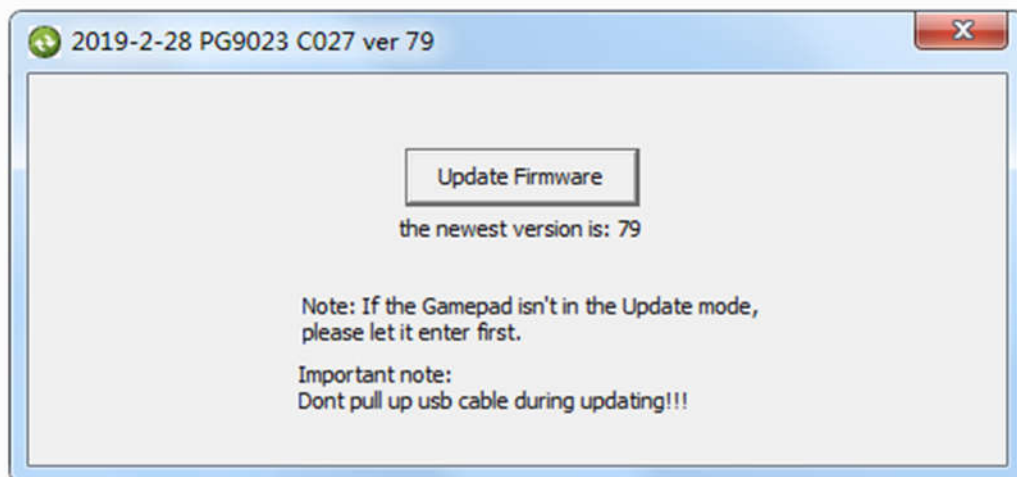 2019-2-28 PG9023 C027 ver 79
Update Firmware
the newest version is: 79
Note: If the Gamepad isn't in the Update mode,
please let it enter first.
Important note:
Dont pull up usb cable during updating!!!